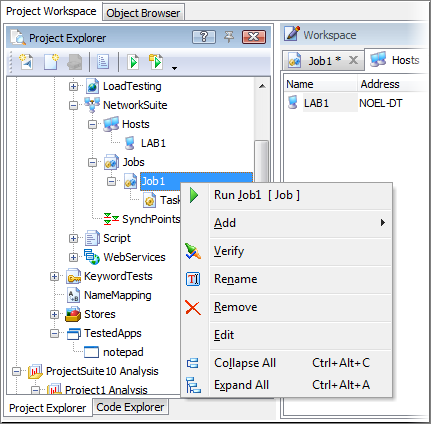 Project Workspace Object Browser
Project Explorer
Workspace
Job1 * Hosts
Name Address
LAB1 NOEL-DT
LoadTesting
NetworkSuite
Hosts
LAB1
Jobs
Job1
Task
SynchPoints
Script
WebServices
KeywordTests
NameMapping
Stores
TestedApps
notepad
ProjectSuite10 Analysis
Project1 Analysis
Run Job1 [ Job ]
Add
Verify
Rename
Remove
Edit
Collapse All Ctrl+Alt+C
Expand All Ctrl+Alt+A
Project Explorer Code Explorer